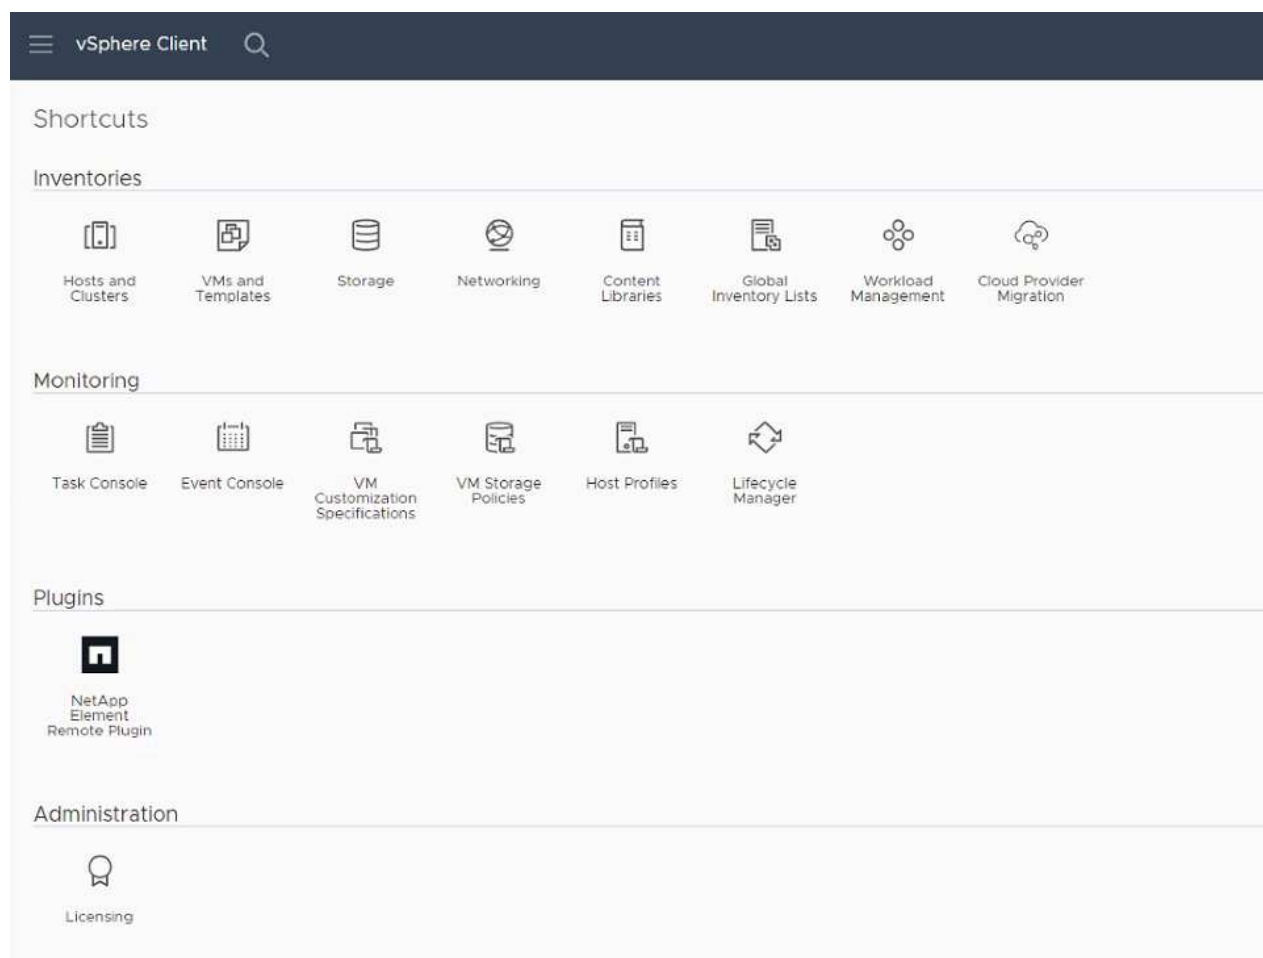 vSphere Client
Shortcuts
Inventories
Hosts and
Clusters
VMs and
Templates
Storage
Networking
Content
Libraries
Global
Inventory Lists
Workload
Management
Cloud Provider
Migration
Monitoring
Task Console
Event Console
VM
Customization
Specifications
VM Storage
Policies
Host Profiles
Lifecycle
Manager
Plugins
NetApp
Element
Remote Plugin
Administration
Licensing